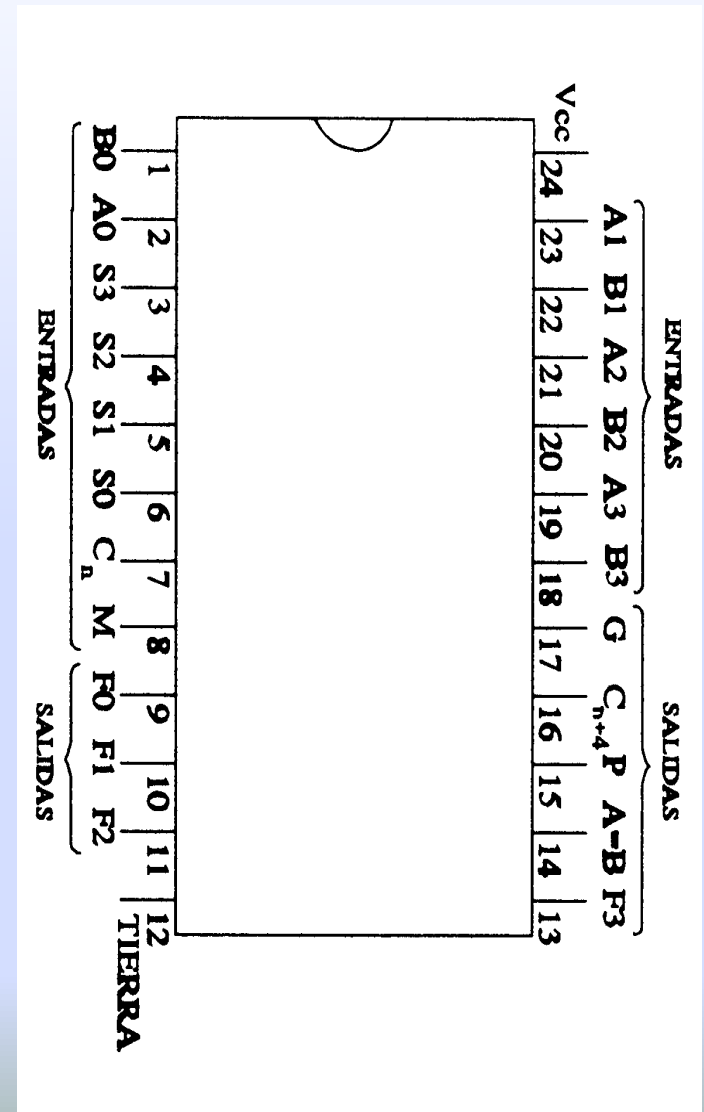 ENTRADAS SALIDAS
A1 B1 A2 B2 A3 B3 G Cn+4 P A=B F3
Vcc
24 23 22 21 20 19 18 17 16 15 14 13
1 2 3 4 5 6 7 8 9 10 11 12
TIERRA
B0 A0 S3 S2 S1 S0 Cn M F0 F1 F2
ENTRADAS SALIDAS